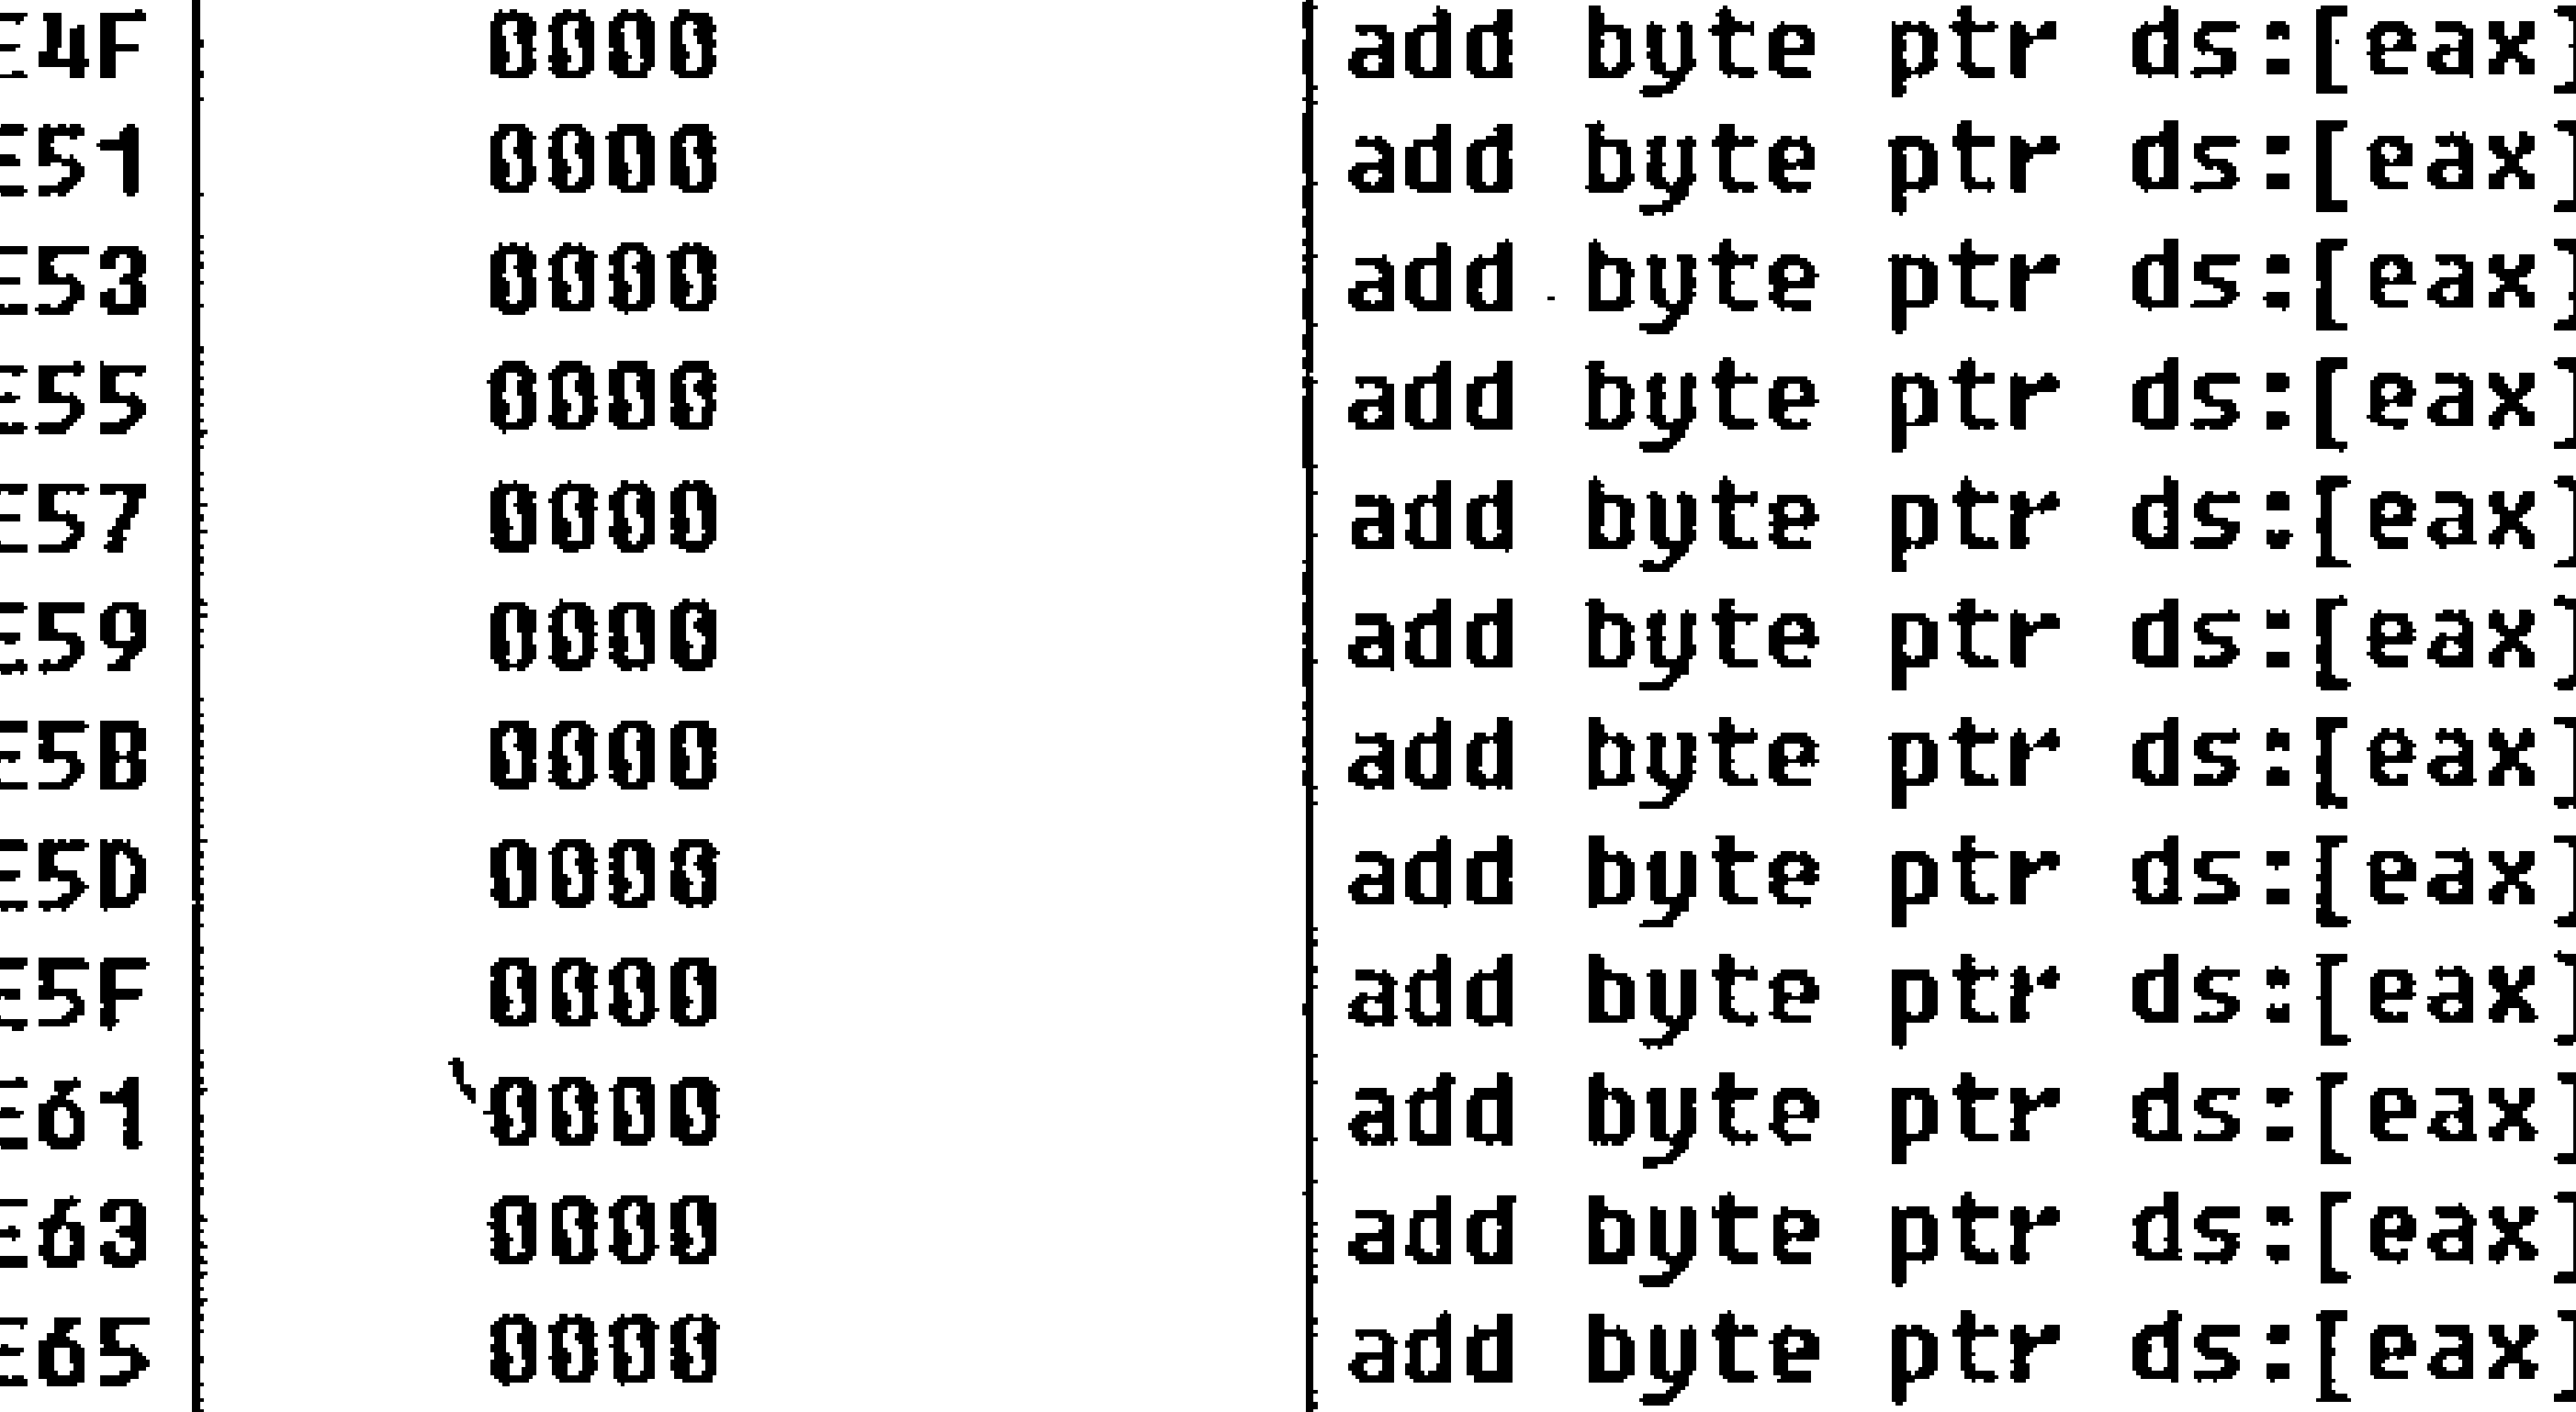 E4F 0000 add byte ptr ds:[eax]
E51 0000 add byte ptr ds:[eax]
E53 0000 add byte ptr ds:[eax]
E55 0000 add byte ptr ds:[eax]
E57 0000 add byte ptr ds:[eax]
E59 0000 add byte ptr ds:[eax]
E5B 0000 add byte ptr ds:[eax]
E5D 0000 add byte ptr ds:[eax]
E5F 0000 add byte ptr ds:[eax]
E61 0000 add byte ptr ds:[eax]
E63 0000 add byte ptr ds:[eax]
E65 0000 add byte ptr ds:[eax]